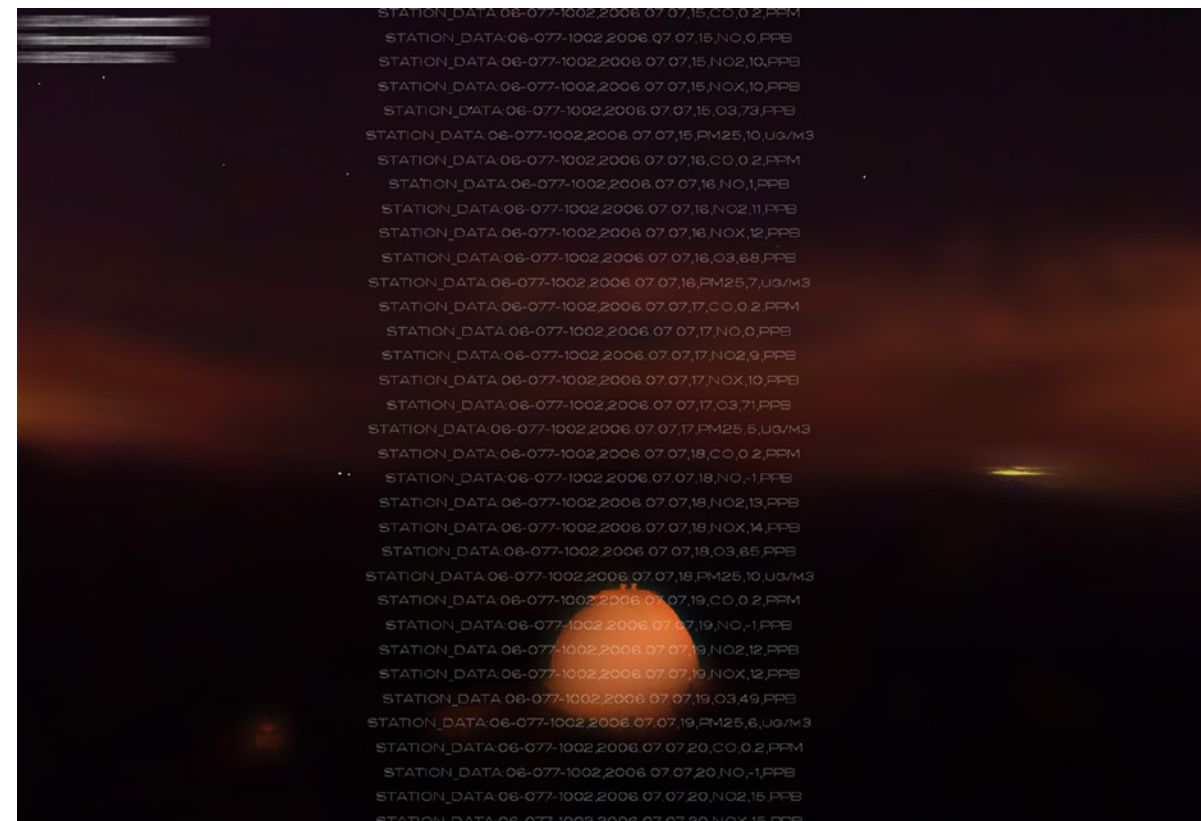 STATION_DATA:06-077-1002,2006.07.07,15,CO,0.2,PPM
STATION_DATA:06-077-1002,2006.07.07,15,NO,0,PPB
STATION_DATA:06-077-1002,2006.07.07,15,NO2,10,PPB
STATION_DATA:06-077-1002,2006.07.07,15,NOX,10,PPB
STATION_DATA:06-077-1002,2006.07.07,15,O3,73,PPB
STATION_DATA:06-077-1002,2006.07.07,15,PM25,10,UG/M3
STATION_DATA:06-077-1002,2006.07.07,16,CO,0.2,PPM
STATION_DATA:06-077-1002,2006.07.07,16,NO,1,PPB
STATION_DATA:06-077-1002,2006.07.07,16,NO2,11,PPB
STATION_DATA:06-077-1002,2006.07.07,16,NOX,12,PPB
STATION_DATA:06-077-1002,2006.07.07,16,O3,68,PPB
STATION_DATA:06-077-1002,2006.07.07,16,PM25,7,UG/M3
STATION_DATA:06-077-1002,2006.07.07,17,CO,0.2,PPM
STATION_DATA:06-077-1002,2006.07.07,17,NO,0,PPB
STATION_DATA:06-077-1002,2006.07.07,17,NO2,9,PPB
STATION_DATA:06-077-1002,2006.07.07,17,NOX,10,PPB
STATION_DATA:06-077-1002,2006.07.07,17,O3,71,PPB
STATION_DATA:06-077-1002,2006.07.07,17,PM25,5,UG/M3
STATION_DATA:06-077-1002,2006.07.07,18,CO,0.2,PPM
STATION_DATA:06-077-1002,2006.07.07,18,NO,-1,PPB
STATION_DATA:06-077-1002,2006.07.07,18,NO2,13,PPB
STATION_DATA:06-077-1002,2006.07.07,18,NOX,14,PPB
STATION_DATA:06-077-1002,2006.07.07,18,O3,65,PPB
STATION_DATA:06-077-1002,2006.07.07,18,PM25,10,UG/M3
STATION_DATA:06-077-1002,2006.07.07,19,CO,0.2,PPM
STATION_DATA:06-077-1002,2006.07.07,19,NO,-1,PPB
STATION_DATA:06-077-1002,2006.07.07,19,NO2,12,PPB
STATION_DATA:06-077-1002,2006.07.07,19,NOX,12,PPB
STATION_DATA:06-077-1002,2006.07.07,19,O3,49,PPB
STATION_DATA:06-077-1002,2006.07.07,19,PM25,6,UG/M3
STATION_DATA:06-077-1002,2006.07.07,20,CO,0.2,PPM
STATION_DATA:06-077-1002,2006.07.07,20,NO,-1,PPB
STATION_DATA:06-077-1002,2006.07.07,20,NO2,15,PPB
STATION_DATA:06-077-1002,2006.07.07,20,NOX,15,PPB